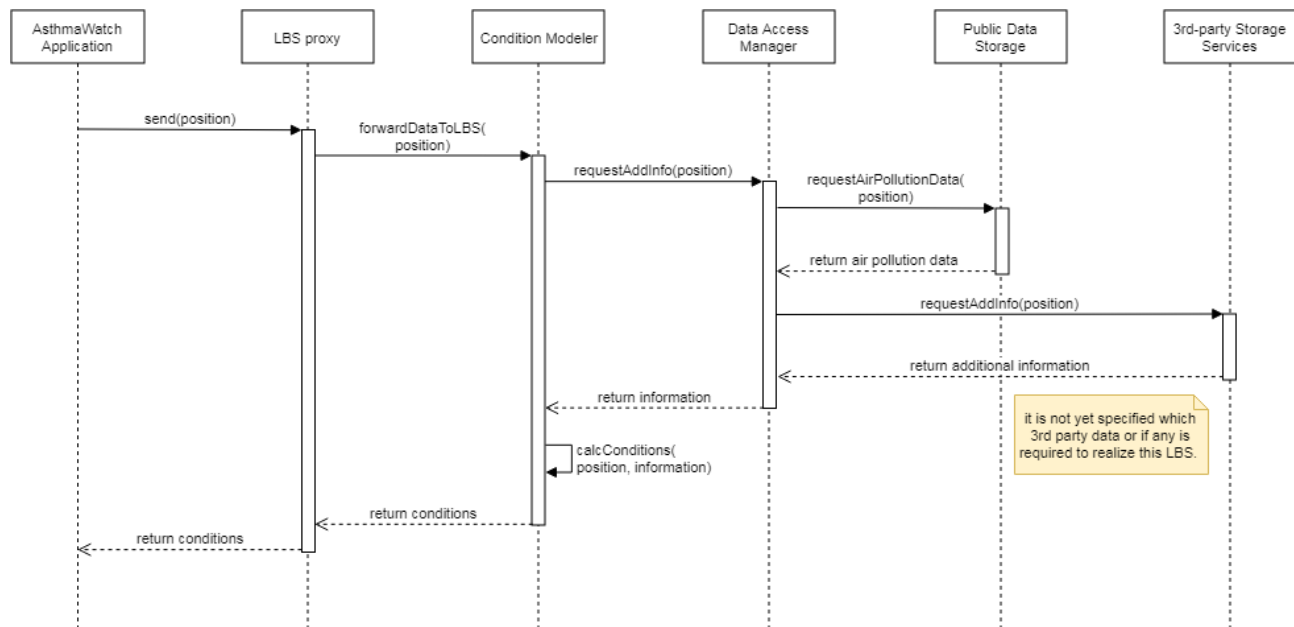 AsthmaWatch
Application
LBS proxy
Condition Modeler
Data Access
Manager
Public Data
Storage
3rd-party Storage
Services
send(position)
forwardDataToLBS(
position)
requestAddInfo(position)
requestAirPollutionData(
position)
return air pollution data
requestAddInfo(position)
return additional information
return information
it is not yet specified which
3rd party data or if any is
required to realize this LBS.
calcConditions(
position, information)
return conditions
return conditions